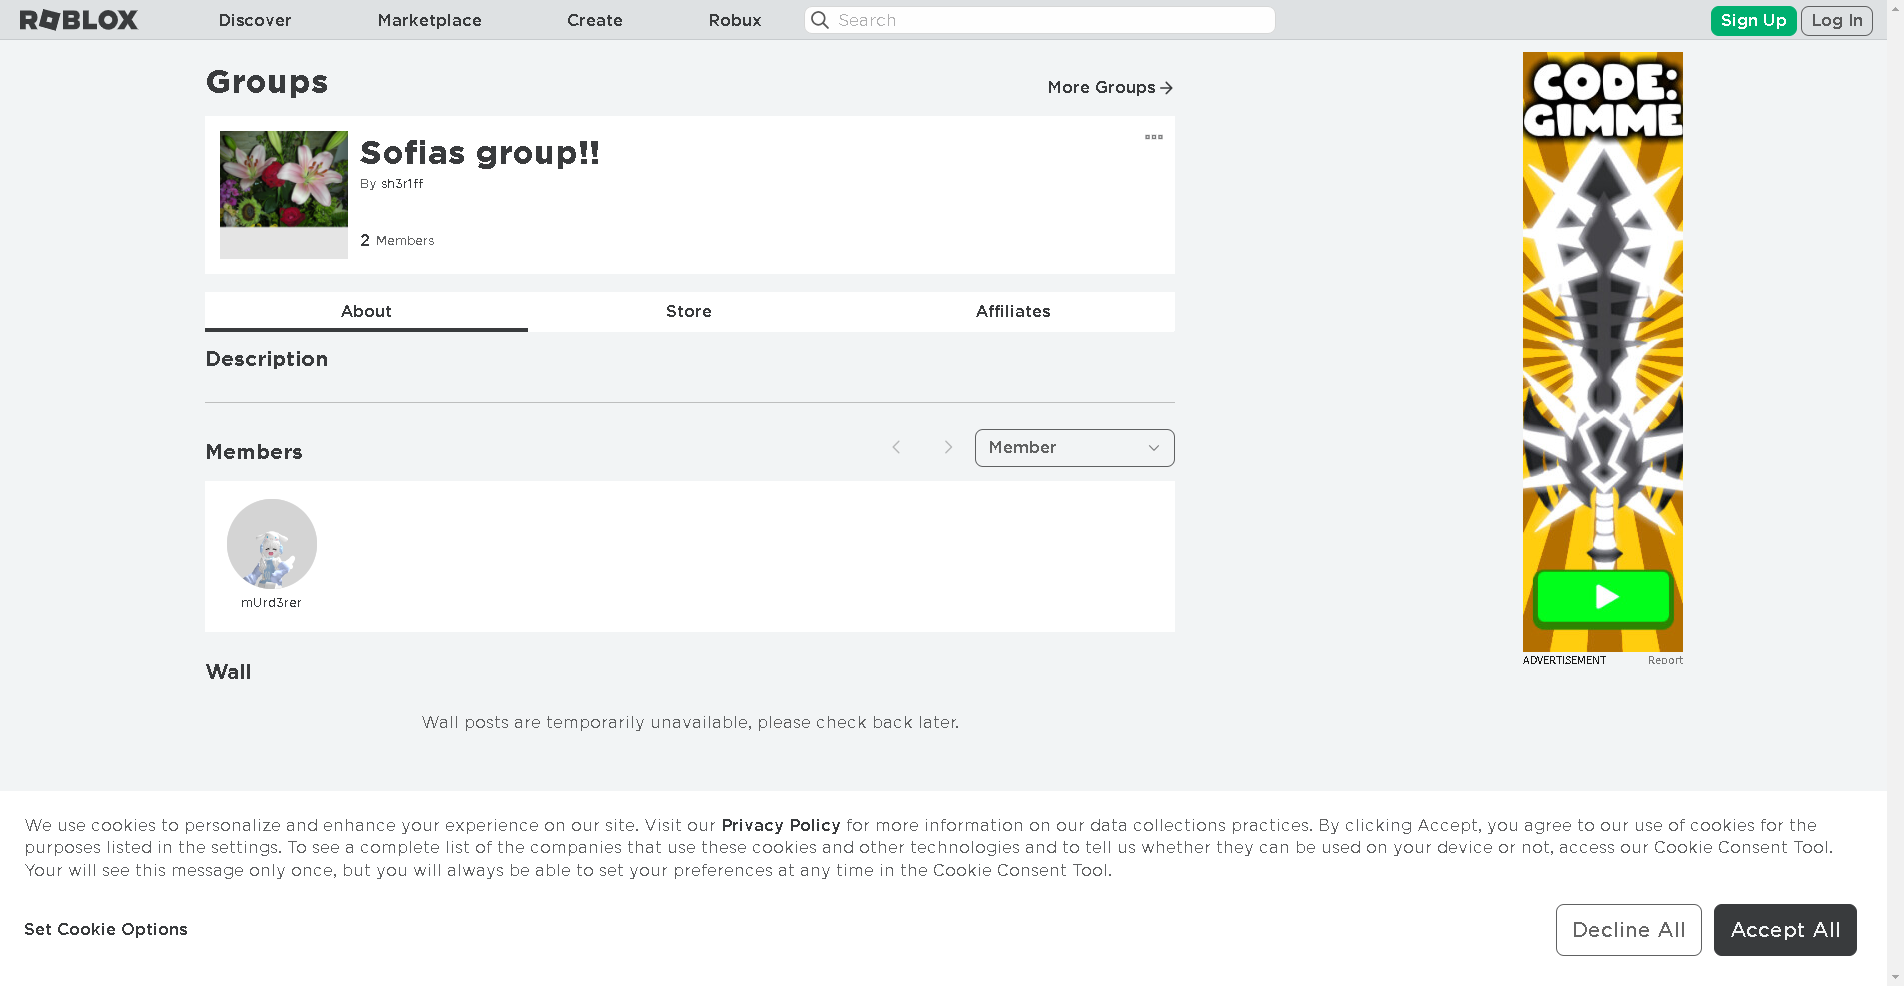 ROBLOX Discover Marketplace Create Robux Search Sign Up Log In
Groups
More Groups
Sofias group!!
By sh3r1ff
2 Members
About Store Affiliates
Description
Members
Member
mUrd3rer
Wall
Wall posts are temporarily unavailable, please check back later.
CODE:
GIMME
ADVERTISEMENT Report
We use cookies to personalize and enhance your experience on our site. Visit our Privacy Policy for more information on our data collections practices. By clicking Accept, you agree to our use of cookies for the
purposes listed in the settings. To see a complete list of the companies that use these cookies and other technologies and to tell us whether they can be used on your device or not, access our Cookie Consent Tool.
Your will see this message only once, but you will always be able to set your preferences at any time in the Cookie Consent Tool.
Set Cookie Options
Decline All
Accept All